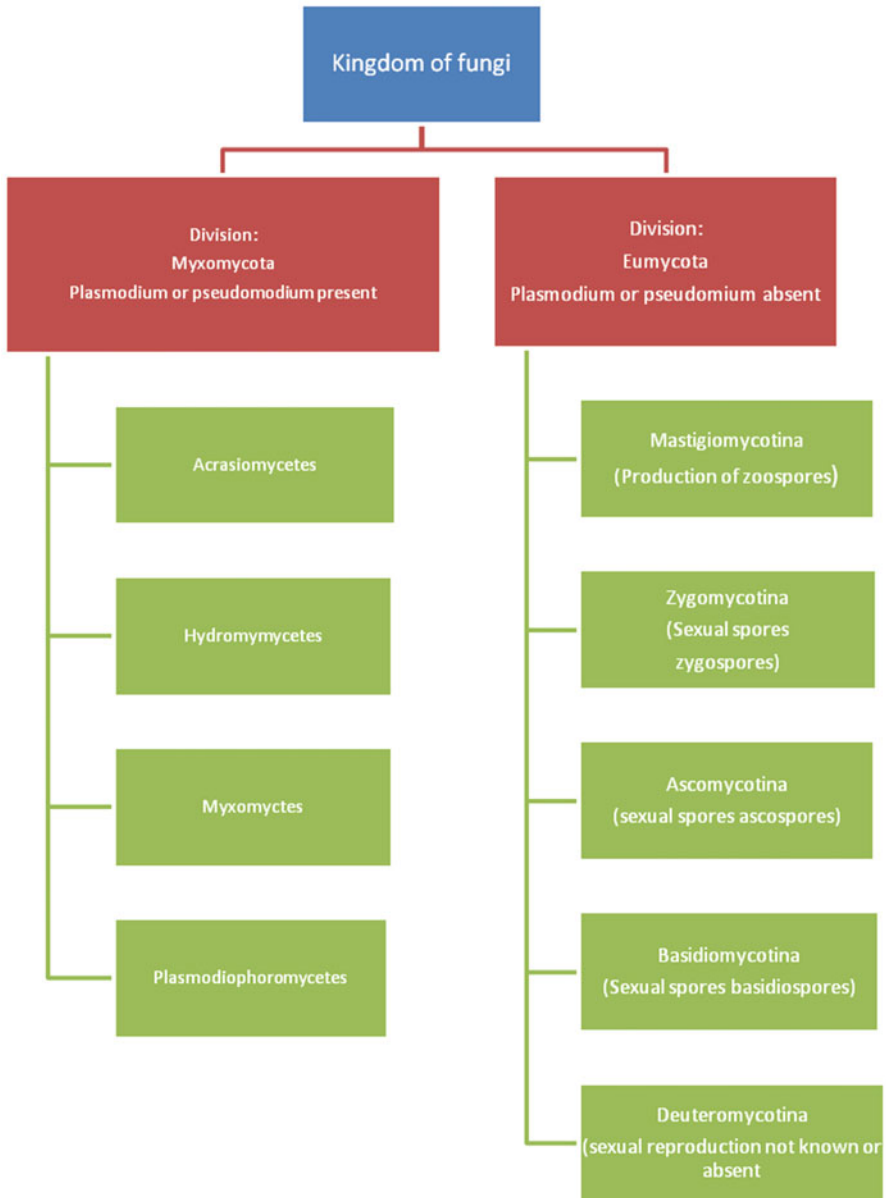 Kingdom of fungi
Division:
Myxomycota
Plasmodium or pseudomodium present
Acrasiomycetes
Hydromymycetes
Myxomyctes
Plasmodiophoromycetes
Division:
Eumycota
Plasmodium or pseudomium absent
Mastigiomycotina
(Production of zoospores)
Zygomycotina
(Sexual spores
zygospores)
Ascomycotina
(sexual spores ascospores)
Basidiomycotina
(Sexual spores basidiospores)
Deuteromycotina
(sexual reproduction not known or
absent